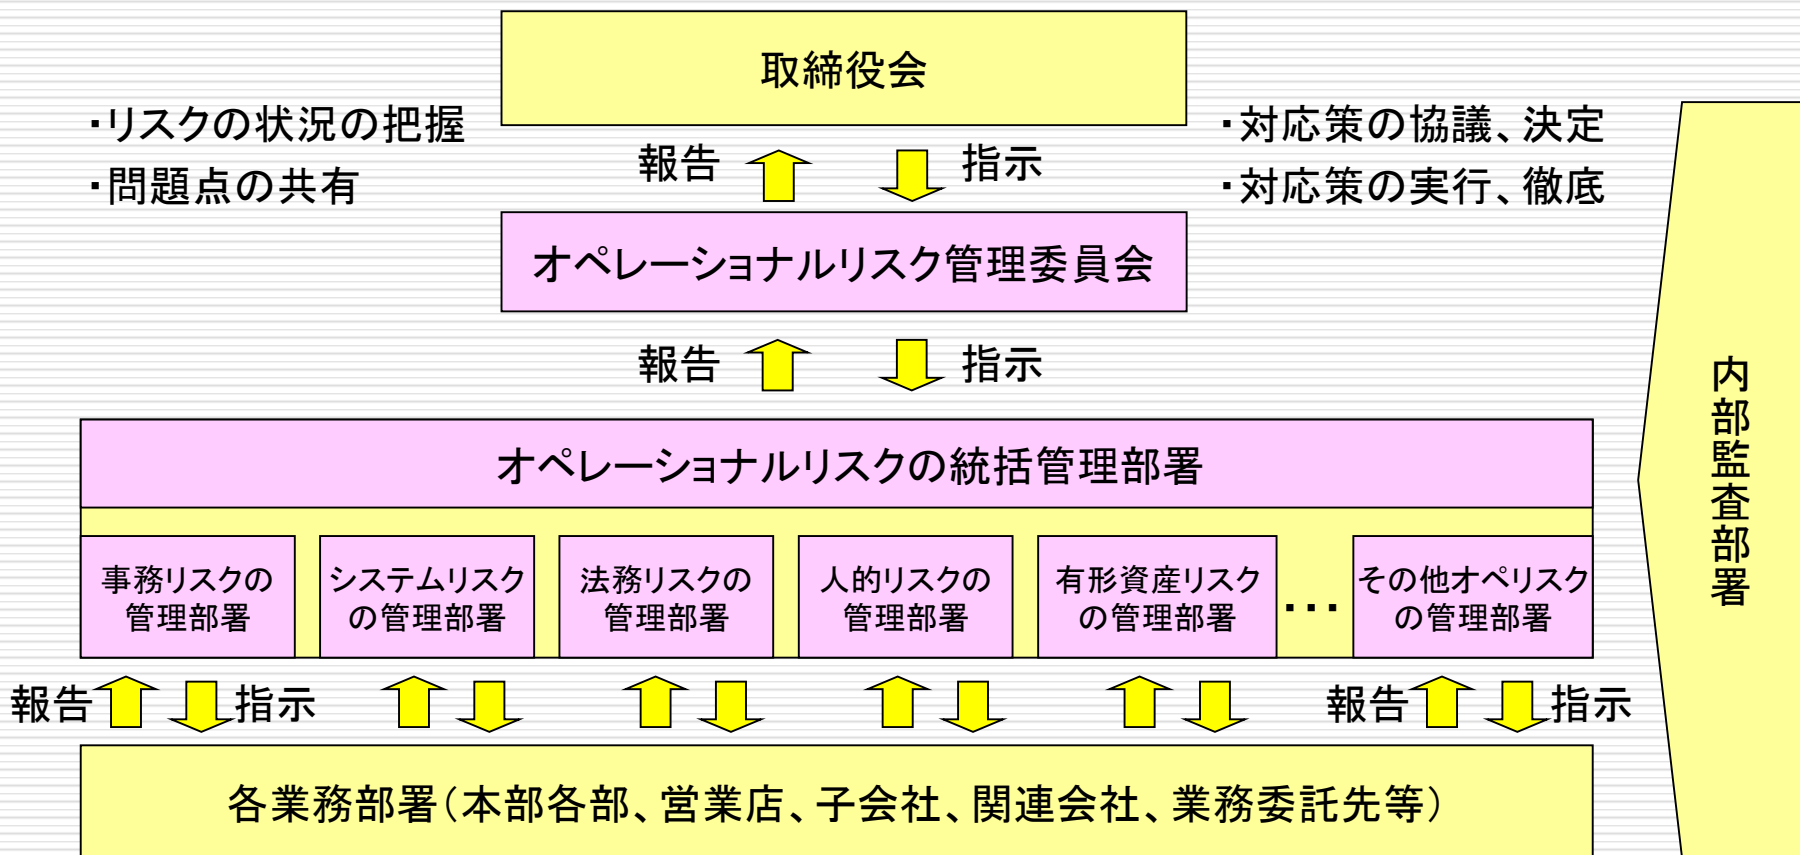 取締役会
・リスクの状況の把握
・問題点の共有
・対応策の協議、決定
・対応策の実行、徹底
報告
指示
オペレーショナルリスク管理委員会
報告
指示
オペレーショナルリスクの統括管理部署
事務リスクの
管理部署
システムリスク
の管理部署
法務リスクの
管理部署
人的リスクの
管理部署
有形資産リスク
の管理部署
・・・
その他オペリスク
の管理部署
報告
指示
報告
指示
各業務部署(本部各部、営業店、子会社、関連会社、業務委託先等)
内部監査部署